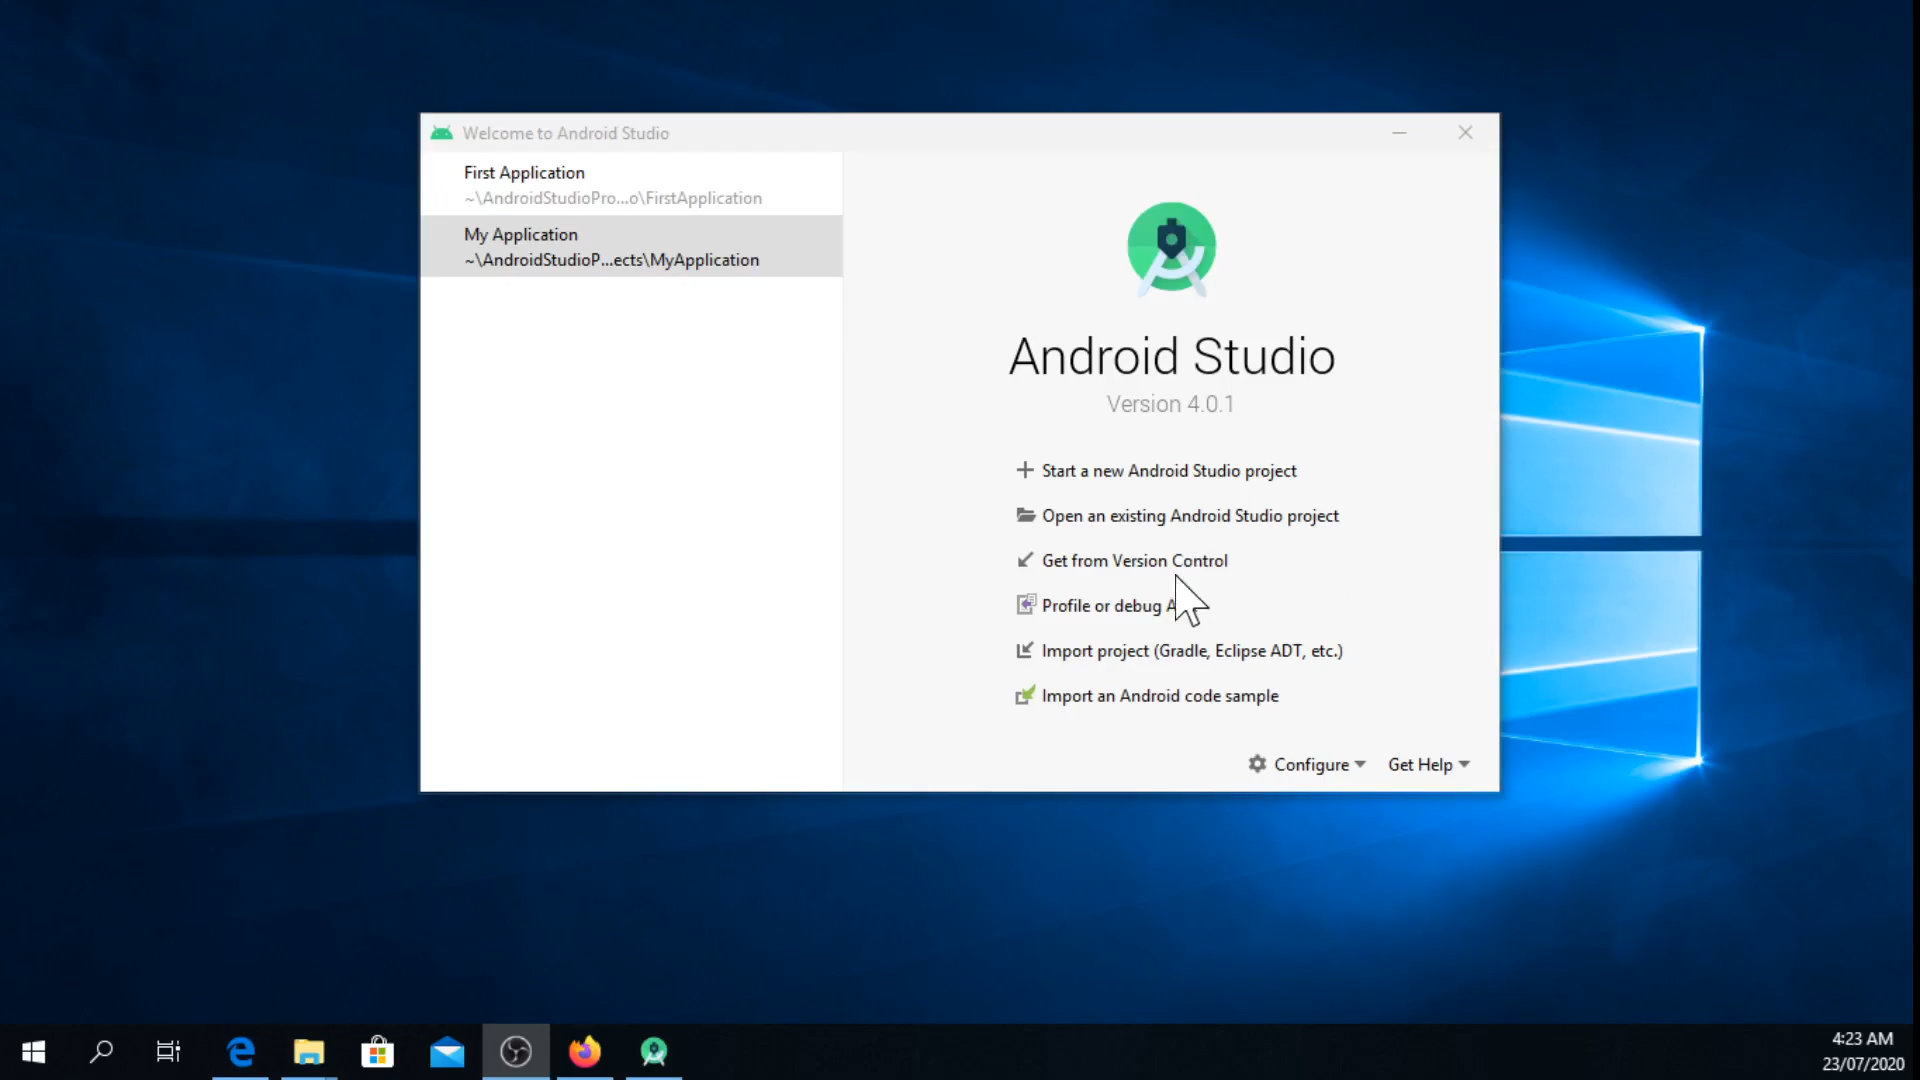 Welcome to Android Studio
First Application
~\AndroidStudioPro...o\FirstApplication
My Application
~\AndroidStudioP...ects\MyApplication
Android Studio
Version 4.0.1
Start a new Android Studio project
Open an existing Android Studio project
Get from Version Control
Profile or debug
Import project (Gradle, Eclipse ADT, etc.)
Import an Android code sample
Configure
Get Help
4:23 AM
23/07/2020